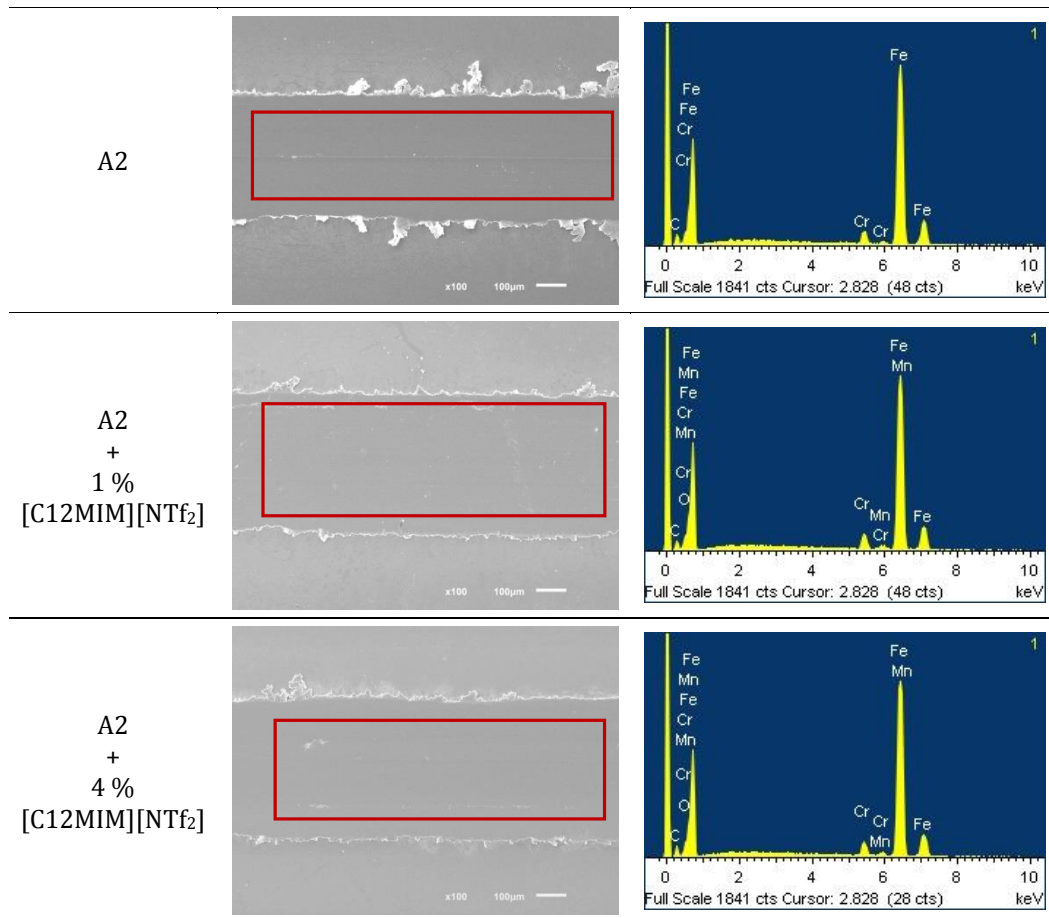 A2
x100 100µm
1
Fe
Fe
Fe
Cr
Cr
C
Cr
Cr
Fe
0 2 4 6 8 10
Full Scale 1841 cts Cursor: 2.828 (48 cts) keV
A2
+
1 %
[C12MIM][NTf₂]
x100 100µm
1
Fe
Mn
Fe
Mn
Fe
Cr
Mn
Cr
O
C
Cr
Mn
Cr
Fe
0 2 4 6 8 10
Full Scale 1841 cts Cursor: 2.828 (48 cts) keV
A2
+
4 %
[C12MIM][NTf₂]
x100 100µm
1
Fe
Mn
Fe
Mn
Fe
Cr
Mn
Cr
O
C
Cr
Cr
Mn
Fe
0 2 4 6 8 10
Full Scale 1841 cts Cursor: 2.828 (28 cts) keV